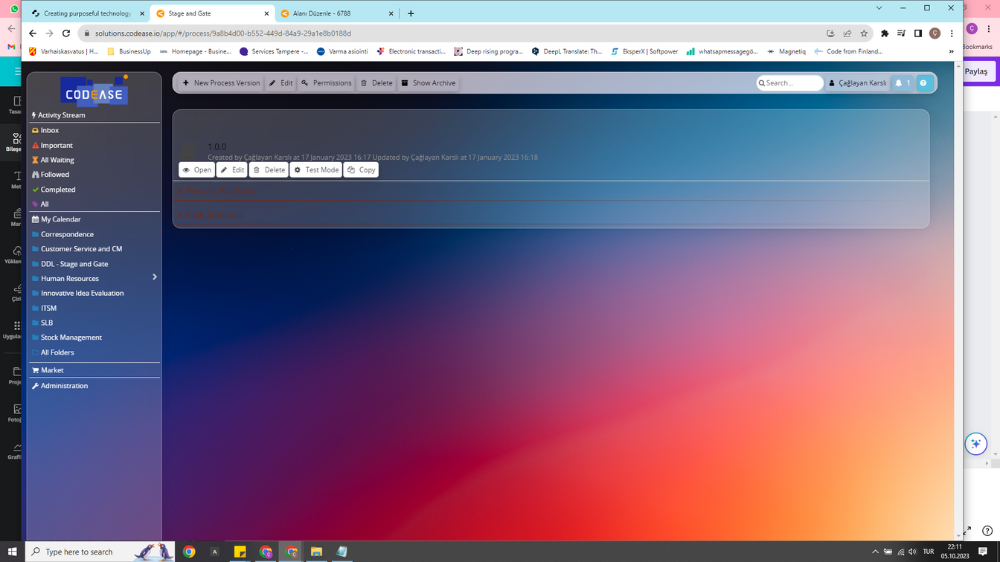 Creating purposeful technology
Stage and Gate
Alanı Düzenle - 6788
solutions.codease.io/app/#/process/9a8b4d00-b552-449d-84a9-29a1e8b0188d
Varhaiskasvatus | H...
BusinessUp
Homepage - Busine...
Services Tampere -...
Varma asiointi
Electronic transacti...
Deep rising progra...
DeepL Translate: Th...
EksperX | Softpower
whatsapmessagegö...
Magnetiq
Code from Finland...
»
Bookmarks
Paylaş
CODEASE
New Process Version
Edit
Permissions
Delete
Show Archive
Search...
Çağlayan Karslı
1
Activity Stream
Inbox
Important
All Waiting
Followed
Completed
All
My Calendar
Correspondence
Customer Service and CM
DDL - Stage and Gate
Human Resources
Innovative Idea Evaluation
ITSM
SLB
Stock Management
All Folders
Market
Administration
1.0.0
Created by Çağlayan Karslı at 17 January 2023 16:17 Updated by Çağlayan Karslı at 17 January 2023 16:18
Open
Edit
Delete
Test Mode
Copy
Tasar
Bileşe
Met
Mar
Yüklen
Çizi
Uygular
Proje
Fotoğ
Grafil
Type here to search
TUR
22:11
05.10.2023